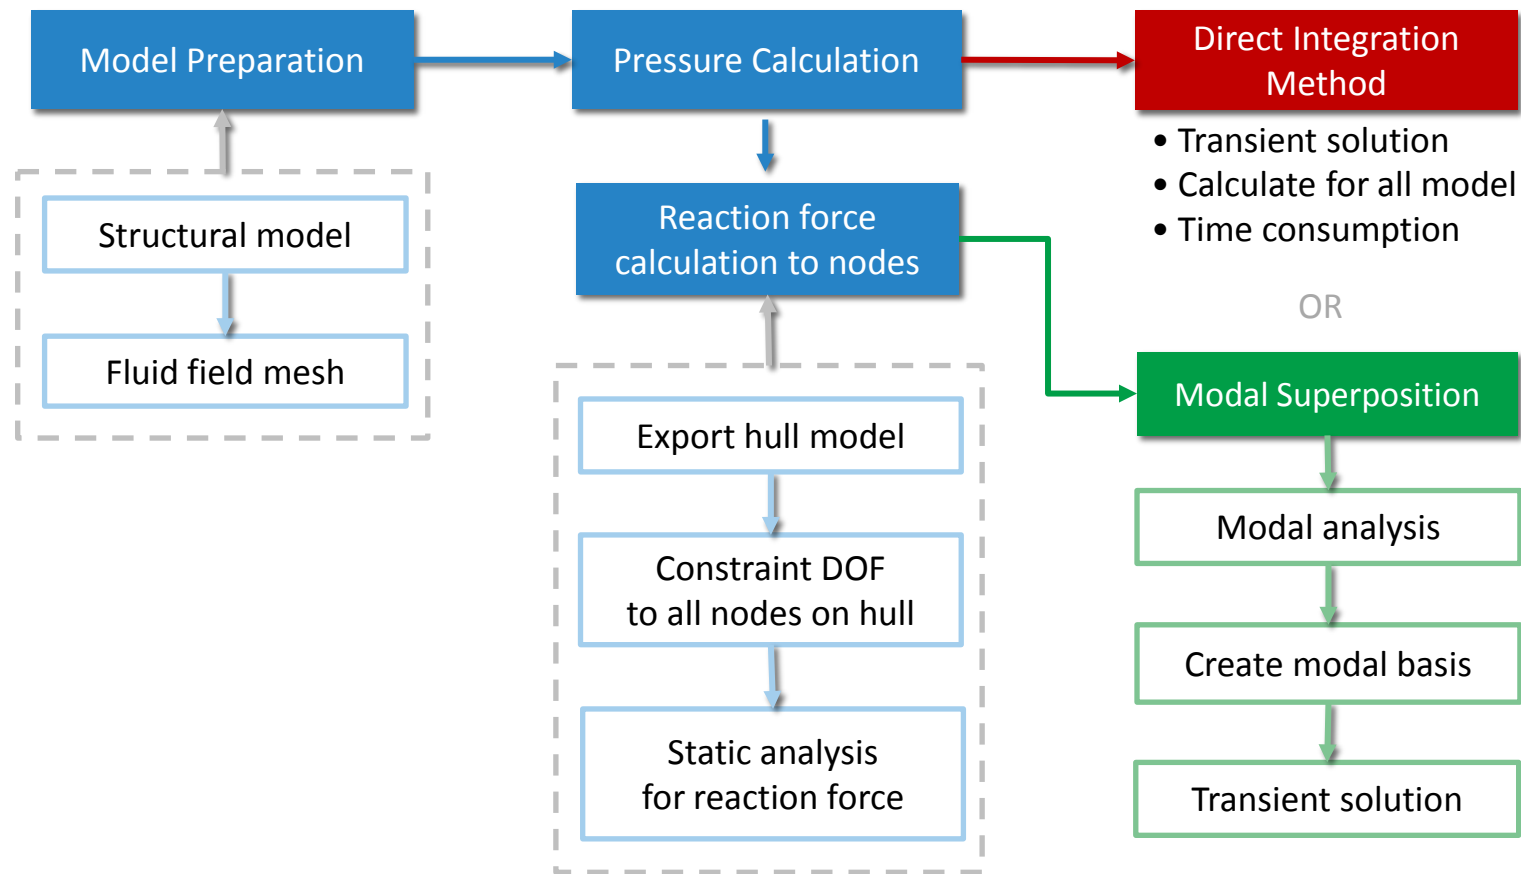 Model Preparation
Structural model
Fluid field mesh
Pressure Calculation
Reaction force
calculation to nodes
Export hull model
Constraint DOF
to all nodes on hull
Static analysis
for reaction force
Direct Integration
Method
• Transient solution
• Calculate for all model
• Time consumption
OR
Modal Superposition
Modal analysis
Create modal basis
Transient solution